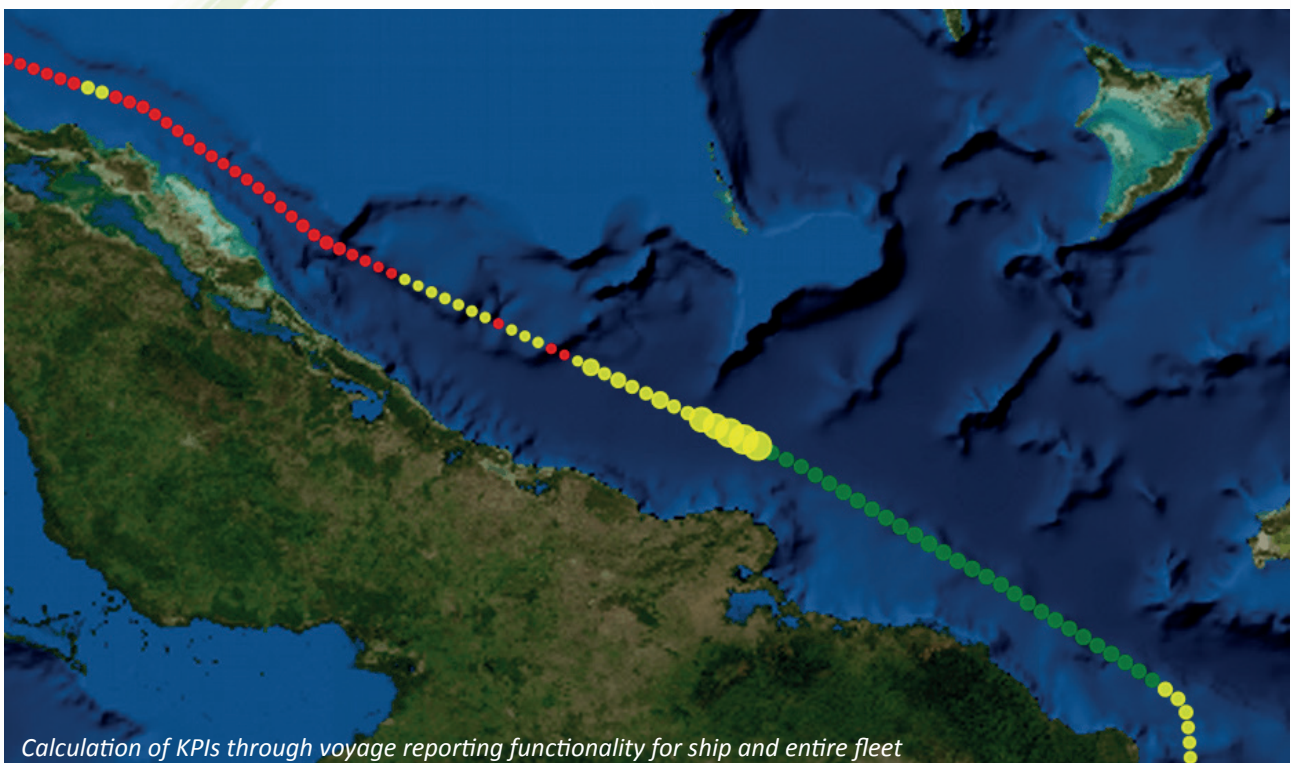 Calculation of KPIs through voyage reporting functionality for ship and entire fleet